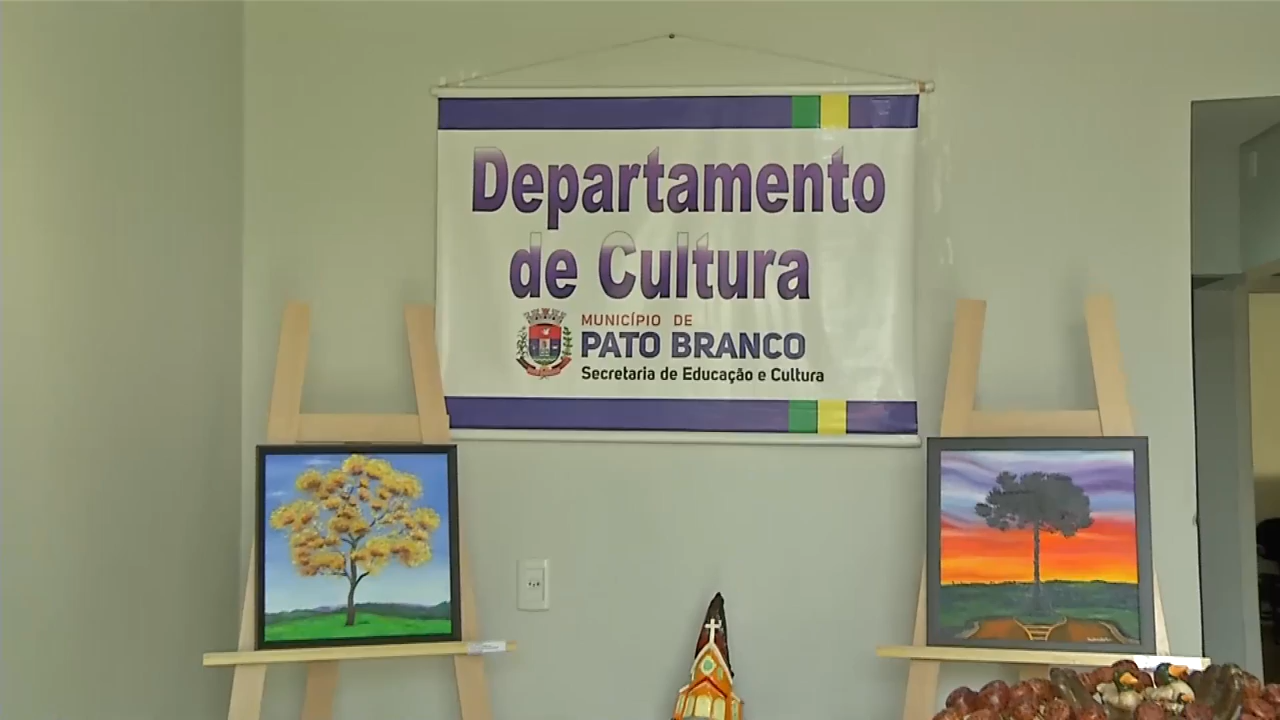 Departamento
de Cultura
MUNICÍPIO DE
PATO BRANCO
Secretaria de Educação e Cultura